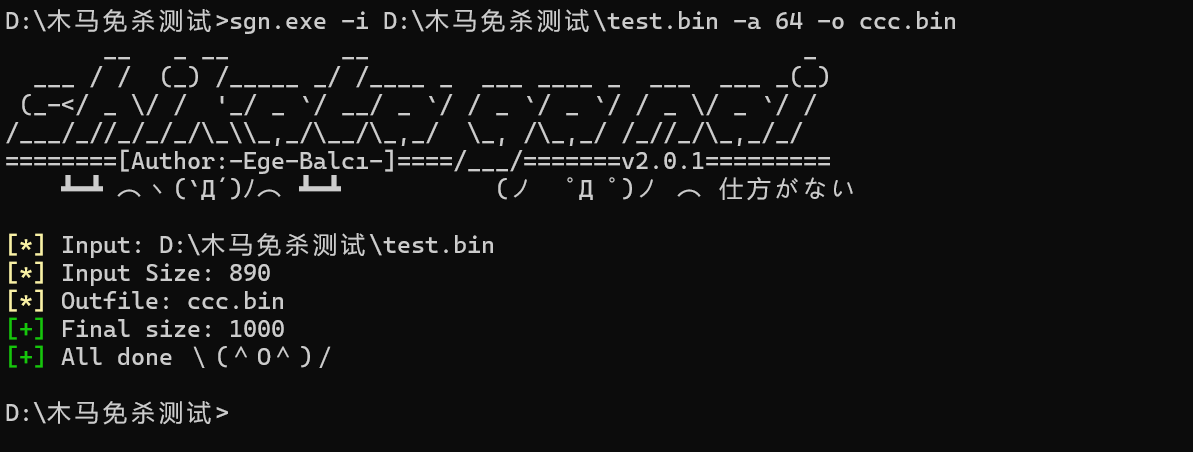 D:\木马免杀测试>sgn.exe -i D:\木马免杀测试\test.bin -a 64 -o ccc.bin
       __   _ __        __                               _
  ___ / /  (_) /_____ _/ /____ _  ___ ____ _  ___  ___ _(_)
 (_-</ _ \/ /  '_/ _ `/ __/ _ `/ / _ `/ _ `/ / _ \/ _ `/ /
/___/_//_/_/_/\_\\_,_/\__/\_,_/  \_, /\_,_/ /_//_/\_,_/_/
========[Author:-Ege-Balcı-]====/___/=======v2.0.1=========
    ┻━┻ ︵ヽ(`Д´)ﾉ︵ ┻━┻           (ノ ゜Д゜)ノ ︵ 仕方がない
[*] Input: D:\木马免杀测试\test.bin
[*] Input Size: 890
[*] Outfile: ccc.bin
[+] Final size: 1000
[+] All done ＼(＾O＾)／
D:\木马免杀测试>